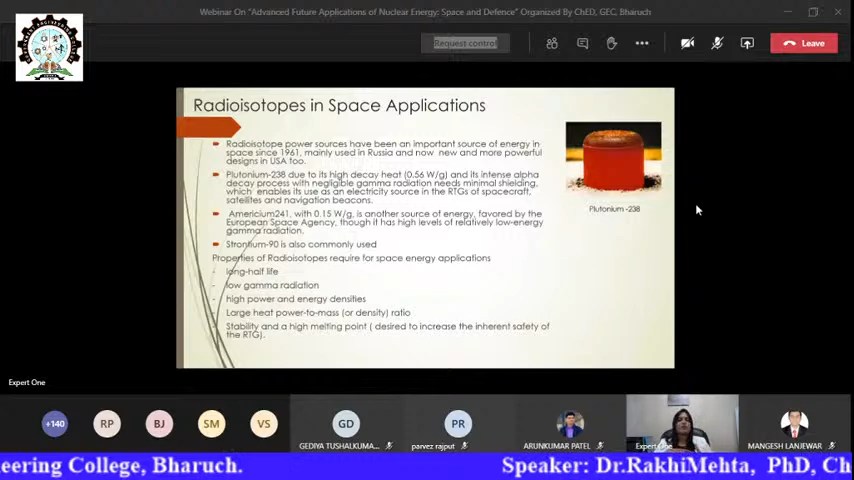 Webinar On "Advanced Future Applications of Nuclear Energy: Space and Defence" Organized By ChED, GEC, Bharuch
Request control
Leave
Radioisotopes in Space Applications
Radioisotope power sources have been an important source of energy in
space since 1961, mainly used in Russia and now new and more powerful
designs in USA too.
Plutonium-238 due to its high decay heat (0.56 W/g) and its intense alpha
decay process with negligible gamma radiation needs minimal shielding,
which enables its use as an electricity source in the RTGs of spacecraft,
satellites and navigation beacons.
Americium241, with 0.15 W/g, is another source of energy, favored by the
European Space Agency, though it has high levels of relatively low-energy
gamma radiation.
Strontium-90 is also commonly used
Properties of Radioisotopes require for space energy applications
- long-half life
- low gamma radiation
- high power and energy densities
- Large heat power-to-mass (or density) ratio
- Stability and a high melting point ( desired to increase the inherent safety of
the RTG).
Plutonium -238
Expert One
+140
RP
BJ
SM
VS
GD
PR
GEDIYA TUSHALKUMA...
parvez rajput
ARUNKUMAR PATEL
Expert One
MANGESH LANJEWAR
eering College, Bharuch.
Speaker: Dr.RakhiMehta, PhD, Ch